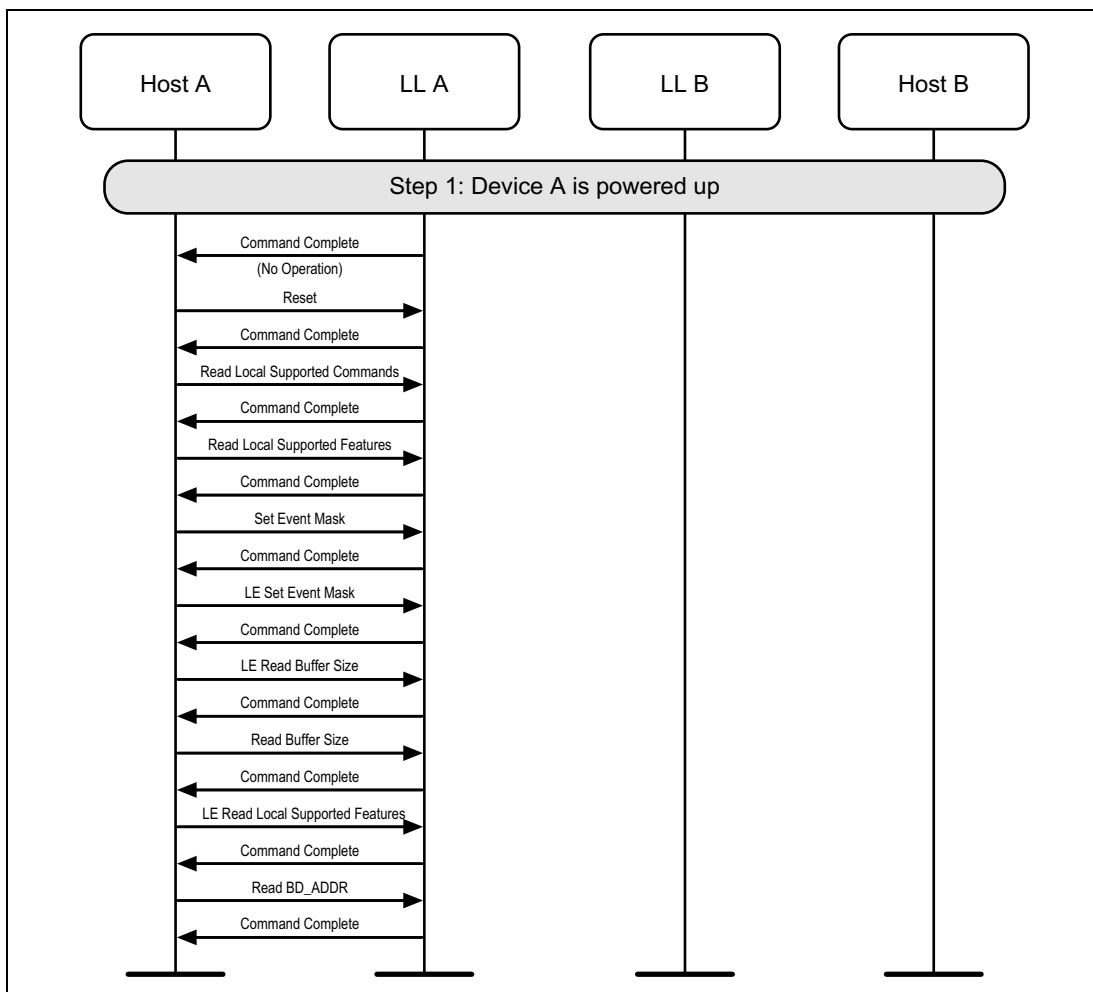 Host A
LL A
LL B
Host B
Step 1: Device A is powered up
Command Complete
(No Operation)
Reset
Command Complete
Read Local Supported Commands
Command Complete
Read Local Supported Features
Command Complete
Set Event Mask
Command Complete
LE Set Event Mask
Command Complete
LE Read Buffer Size
Command Complete
Read Buffer Size
Command Complete
LE Read Local Supported Features
Command Complete
Read BD_ADDR
Command Complete